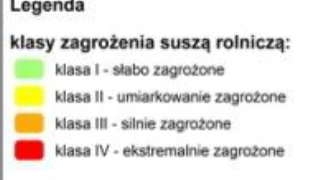 Legenda
klasy zagrożenia suszą rolniczą:
klasa I - słabo zagrożone
klasa II - umiarkowanie zagrożone
klasa III - silnie zagrożone
klasa IV - ekstremalnie zagrożone